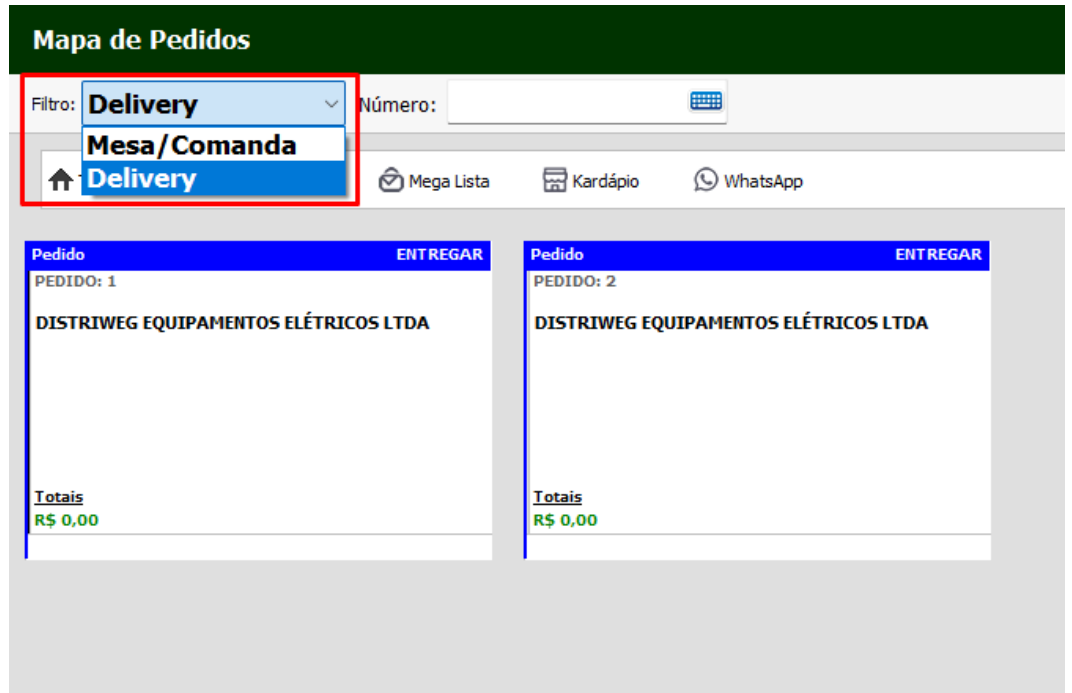 Mapa de Pedidos
Filtro: Delivery Número:
Mesa/Comanda
Delivery
Mega Lista Kardápio WhatsApp
Pedido ENTREGAR Pedido ENTREGAR
PEDIDO: 1 PEDIDO: 2
DISTRIWEG EQUIPAMENTOS ELÉTRICOS LTDA DISTRIWEG EQUIPAMENTOS ELÉTRICOS LTDA
Totais Totais
R$ 0,00 R$ 0,00